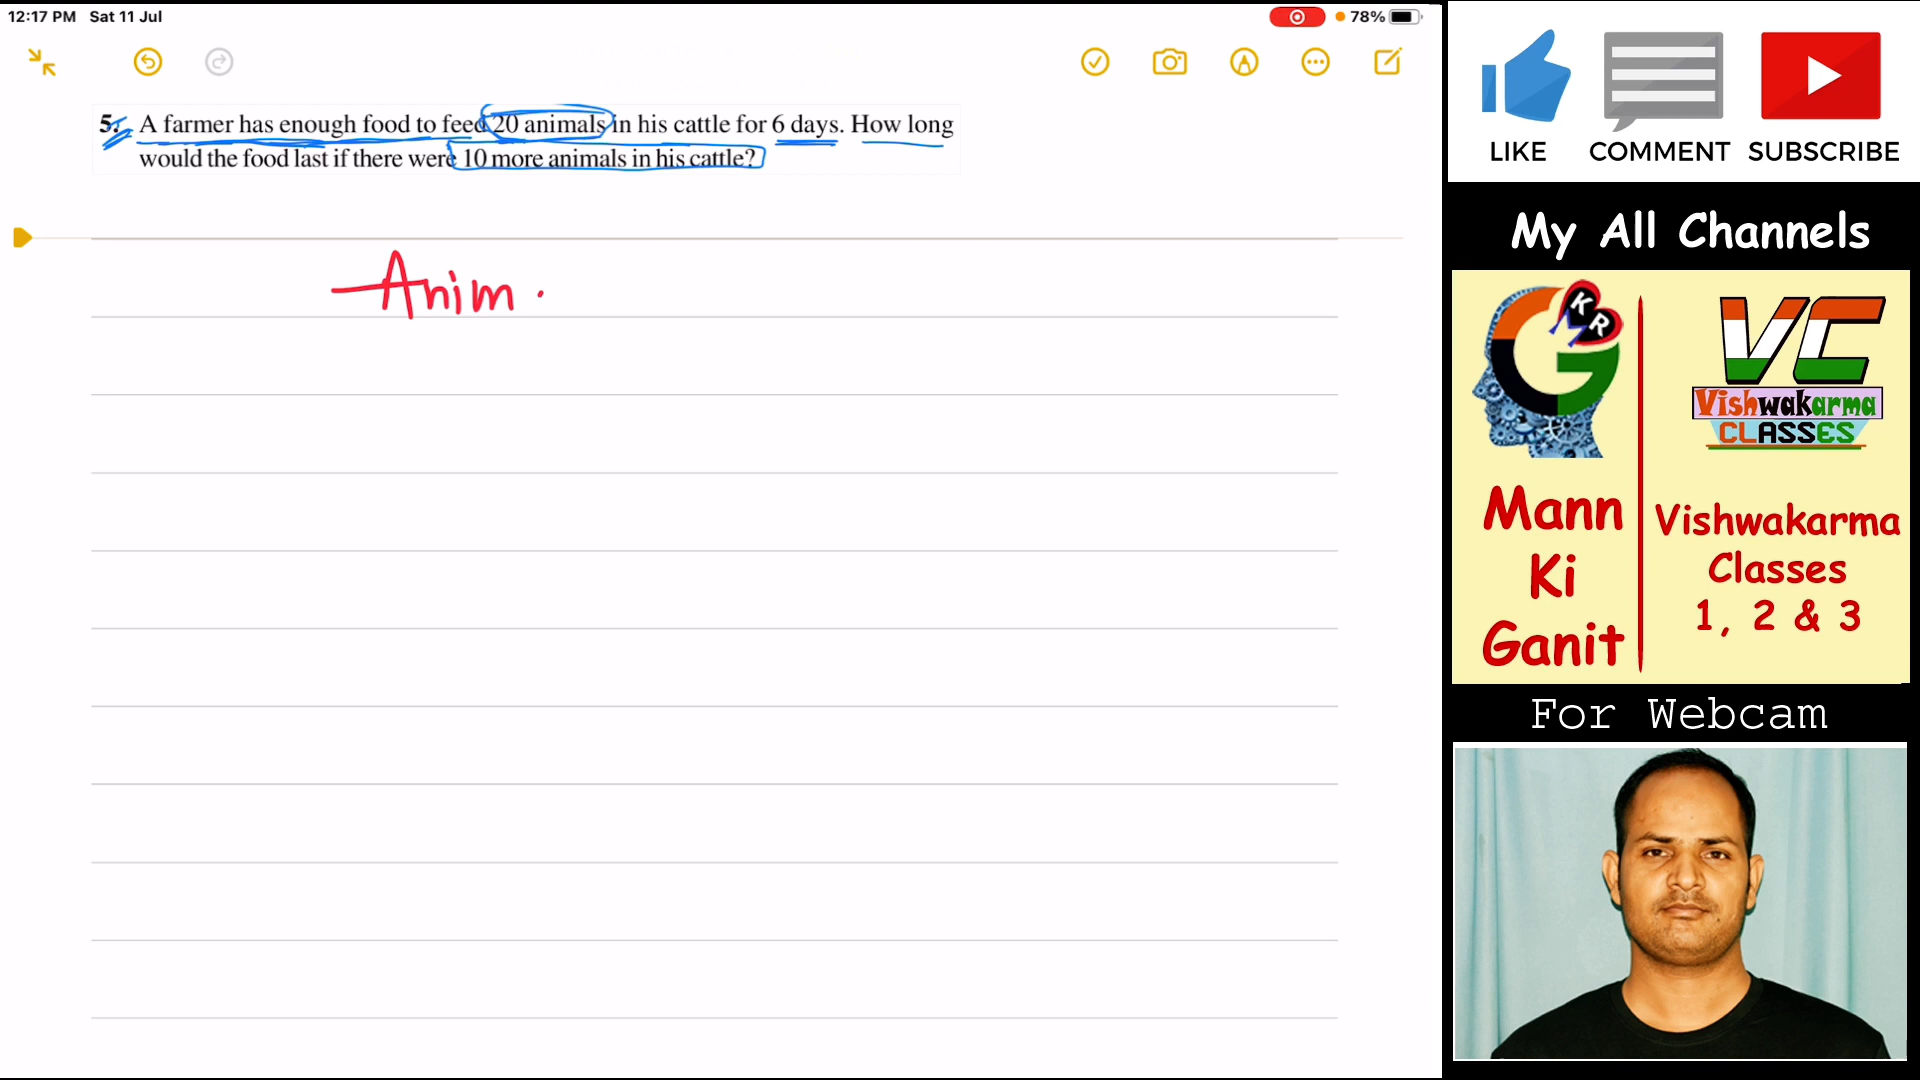 12:17 PM Sat 11 Jul
78%
5. A farmer has enough food to feed 20 animals in his cattle for 6 days. How long
would the food last if there were 10 more animals in his cattle?
Anim.
LIKE COMMENT SUBSCRIBE
My All Channels
G K R
VC
Vishwakarma
CLASSES
Mann
Ki
Ganit
Vishwakarma
Classes
1, 2 & 3
For Webcam